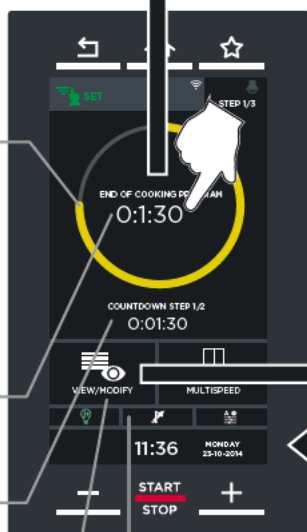 SET
STEP 1/3
END OF COOKING PROGRAM
0:1:30
COUNTDOWN STEP 1/2
0:01:30
VIEW/MODIFY
MULTISPEED
11:36
MONDAY
23-10-2014
START
STOP